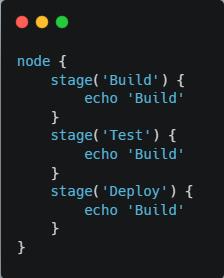 node {
    stage('Build') {
        echo 'Build'
    }
    stage('Test') {
        echo 'Build'
    }
    stage('Deploy') {
        echo 'Build'
    }
}